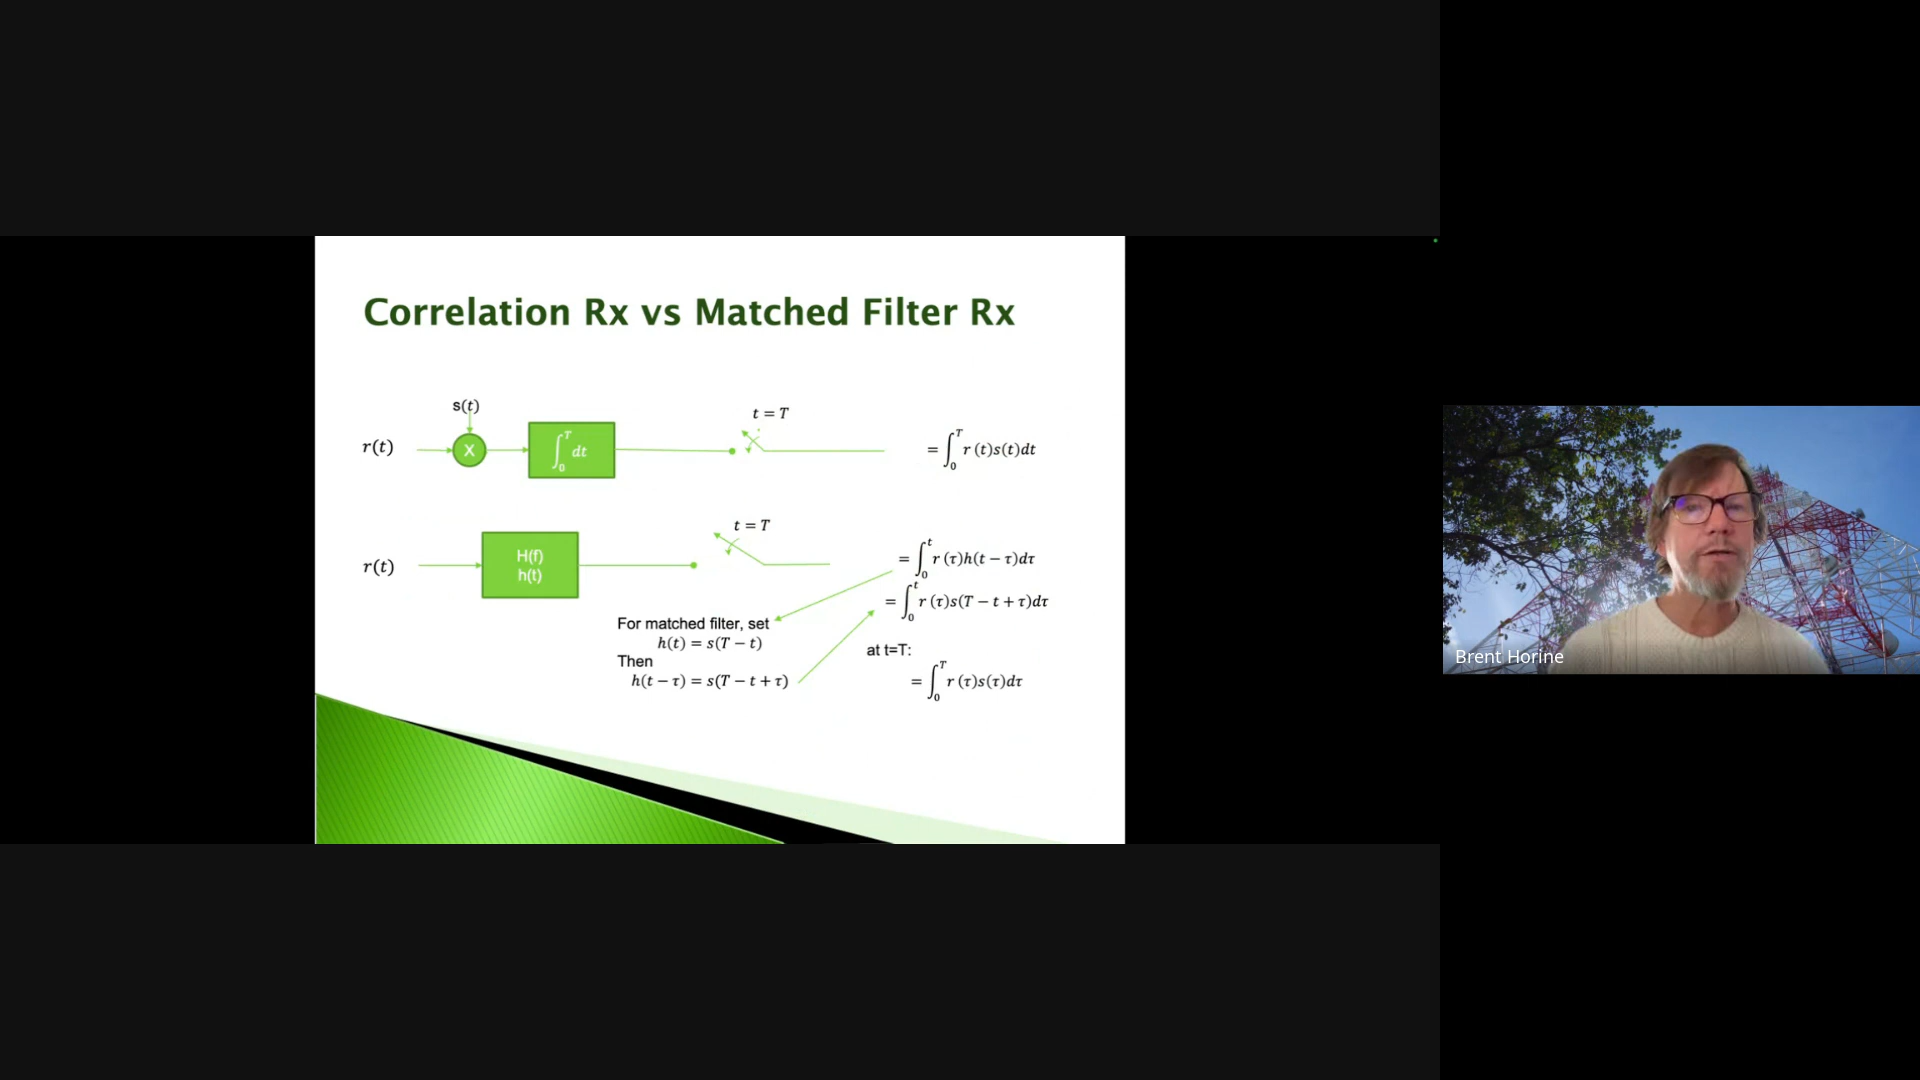 Correlation Rx vs Matched Filter Rx
s(t)
t = T
r(t)
X
∫₀ᵀ dt
= ∫₀ᵀ r (t)s(t)dt
t = T
r(t)
H(f)
h(t)
= ∫₀ᵗ r (τ)h(t − τ)dτ
= ∫₀ᵗ r (τ)s(T − t + τ)dτ
For matched filter, set
h(t) = s(T − t)
Then
h(t − τ) = s(T − t + τ)
at t=T:
= ∫₀ᵀ r (τ)s(τ)dτ
Brent Horine